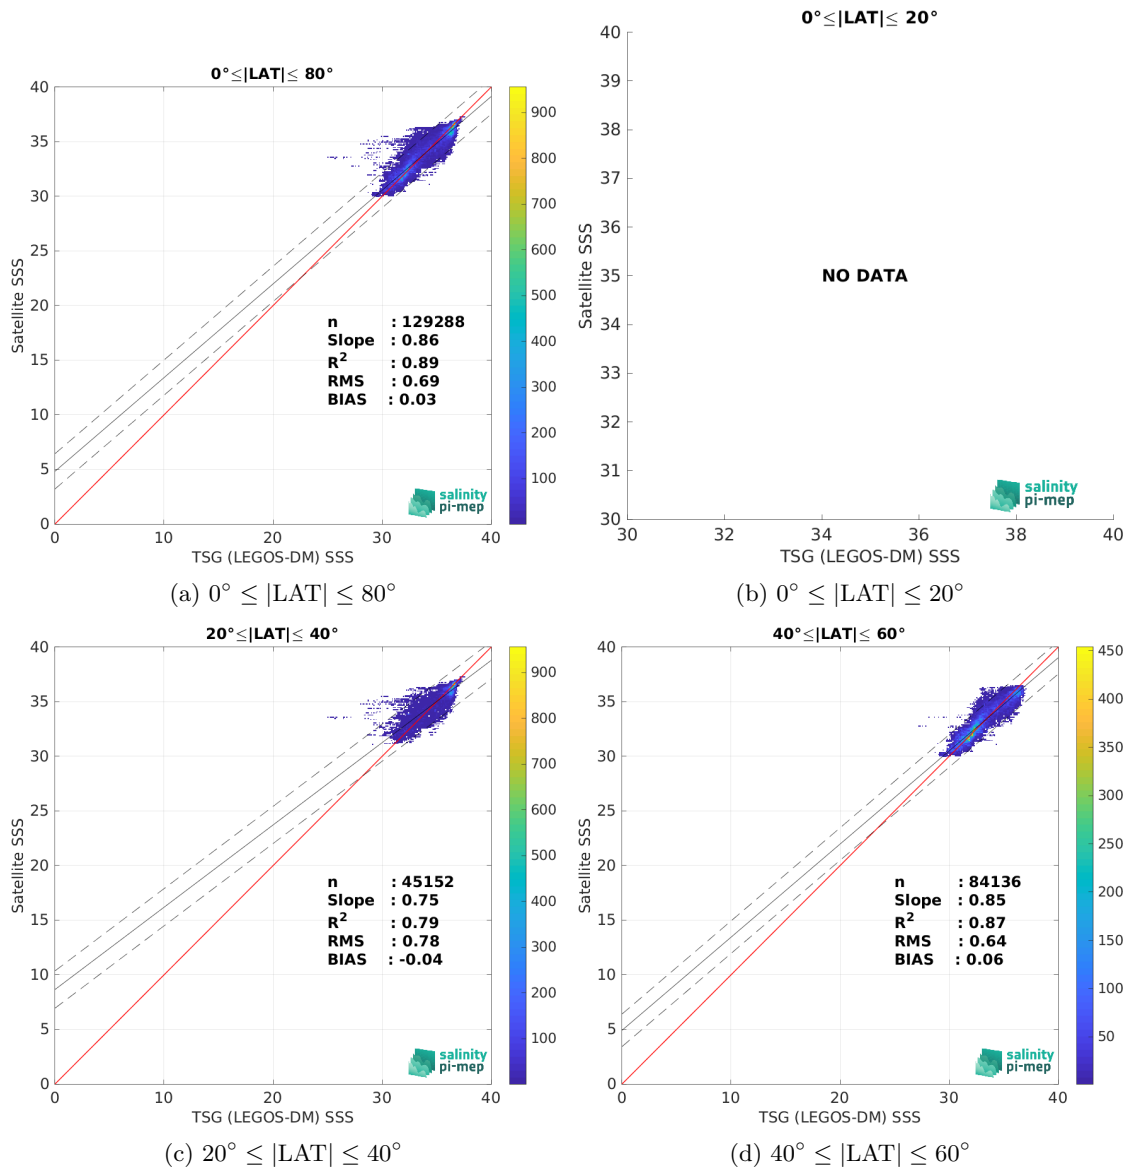 0°≤|LAT|≤ 80°
40
35
30
25
20
15
10
5
0
Satellite SSS
0
10
20
30
40
TSG (LEGOS-DM) SSS
n : 129288
Slope : 0.86
R² : 0.89
RMS : 0.69
BIAS : 0.03
salinity
pi-mep
900
800
700
600
500
400
300
200
100
(a) 0° ≤ |LAT| ≤ 80°
0°≤|LAT|≤ 20°
40
39
38
37
36
35
34
33
32
31
30
Satellite SSS
NO DATA
30
32
34
36
38
40
TSG (LEGOS-DM) SSS
salinity
pi-mep
(b) 0° ≤ |LAT| ≤ 20°
20°≤|LAT|≤ 40°
40
35
30
25
20
15
10
5
0
Satellite SSS
0
10
20
30
40
TSG (LEGOS-DM) SSS
n : 45152
Slope : 0.75
R² : 0.79
RMS : 0.78
BIAS : -0.04
salinity
pi-mep
900
800
700
600
500
400
300
200
100
(c) 20° ≤ |LAT| ≤ 40°
40°≤|LAT|≤ 60°
40
35
30
25
20
15
10
5
0
Satellite SSS
0
10
20
30
40
TSG (LEGOS-DM) SSS
n : 84136
Slope : 0.85
R² : 0.87
RMS : 0.64
BIAS : 0.06
salinity
pi-mep
450
400
350
300
250
200
150
100
50
(d) 40° ≤ |LAT| ≤ 60°